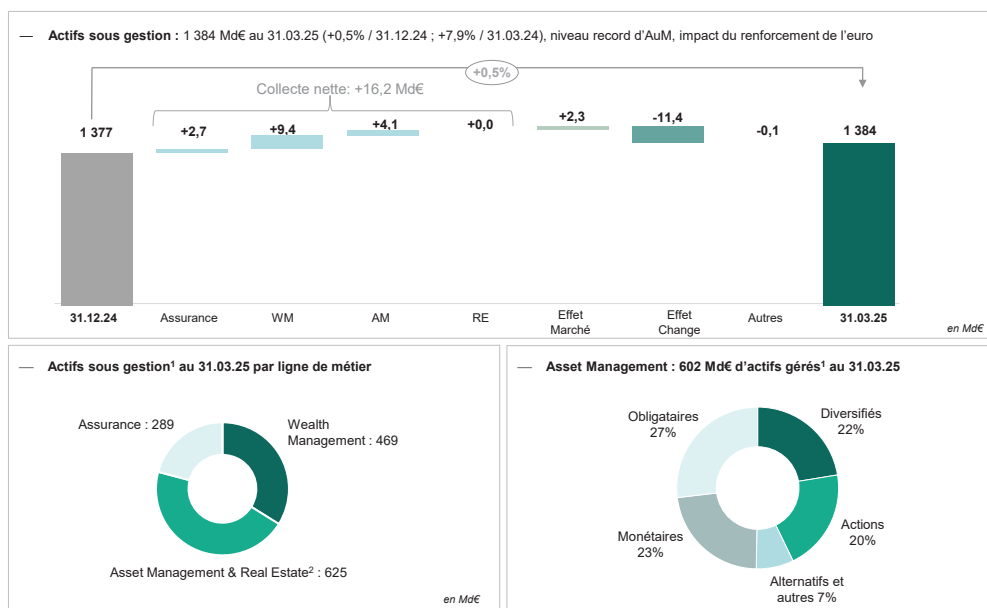 — Actifs sous gestion : 1 384 Md€ au 31.03.25 (+0,5% / 31.12.24 ; +7,9% / 31.03.24), niveau record d’AuM, impact du renforcement de l’euro
+0,5%
Collecte nette: +16,2 Md€
1 377
+2,7
+9,4
+4,1
+0,0
+2,3
-11,4
-0,1
1 384
31.12.24
Assurance
WM
AM
RE
Effet
Marché
Effet
Change
Autres
31.03.25
en Md€
— Actifs sous gestion¹ au 31.03.25 par ligne de métier
Assurance : 289
Wealth
Management : 469
Asset Management & Real Estate² : 625
en Md€
— Asset Management : 602 Md€ d’actifs gérés¹ au 31.03.25
Obligataires
27%
Diversifiés
22%
Monétaires
23%
Actions
20%
Alternatifs et
autres 7%